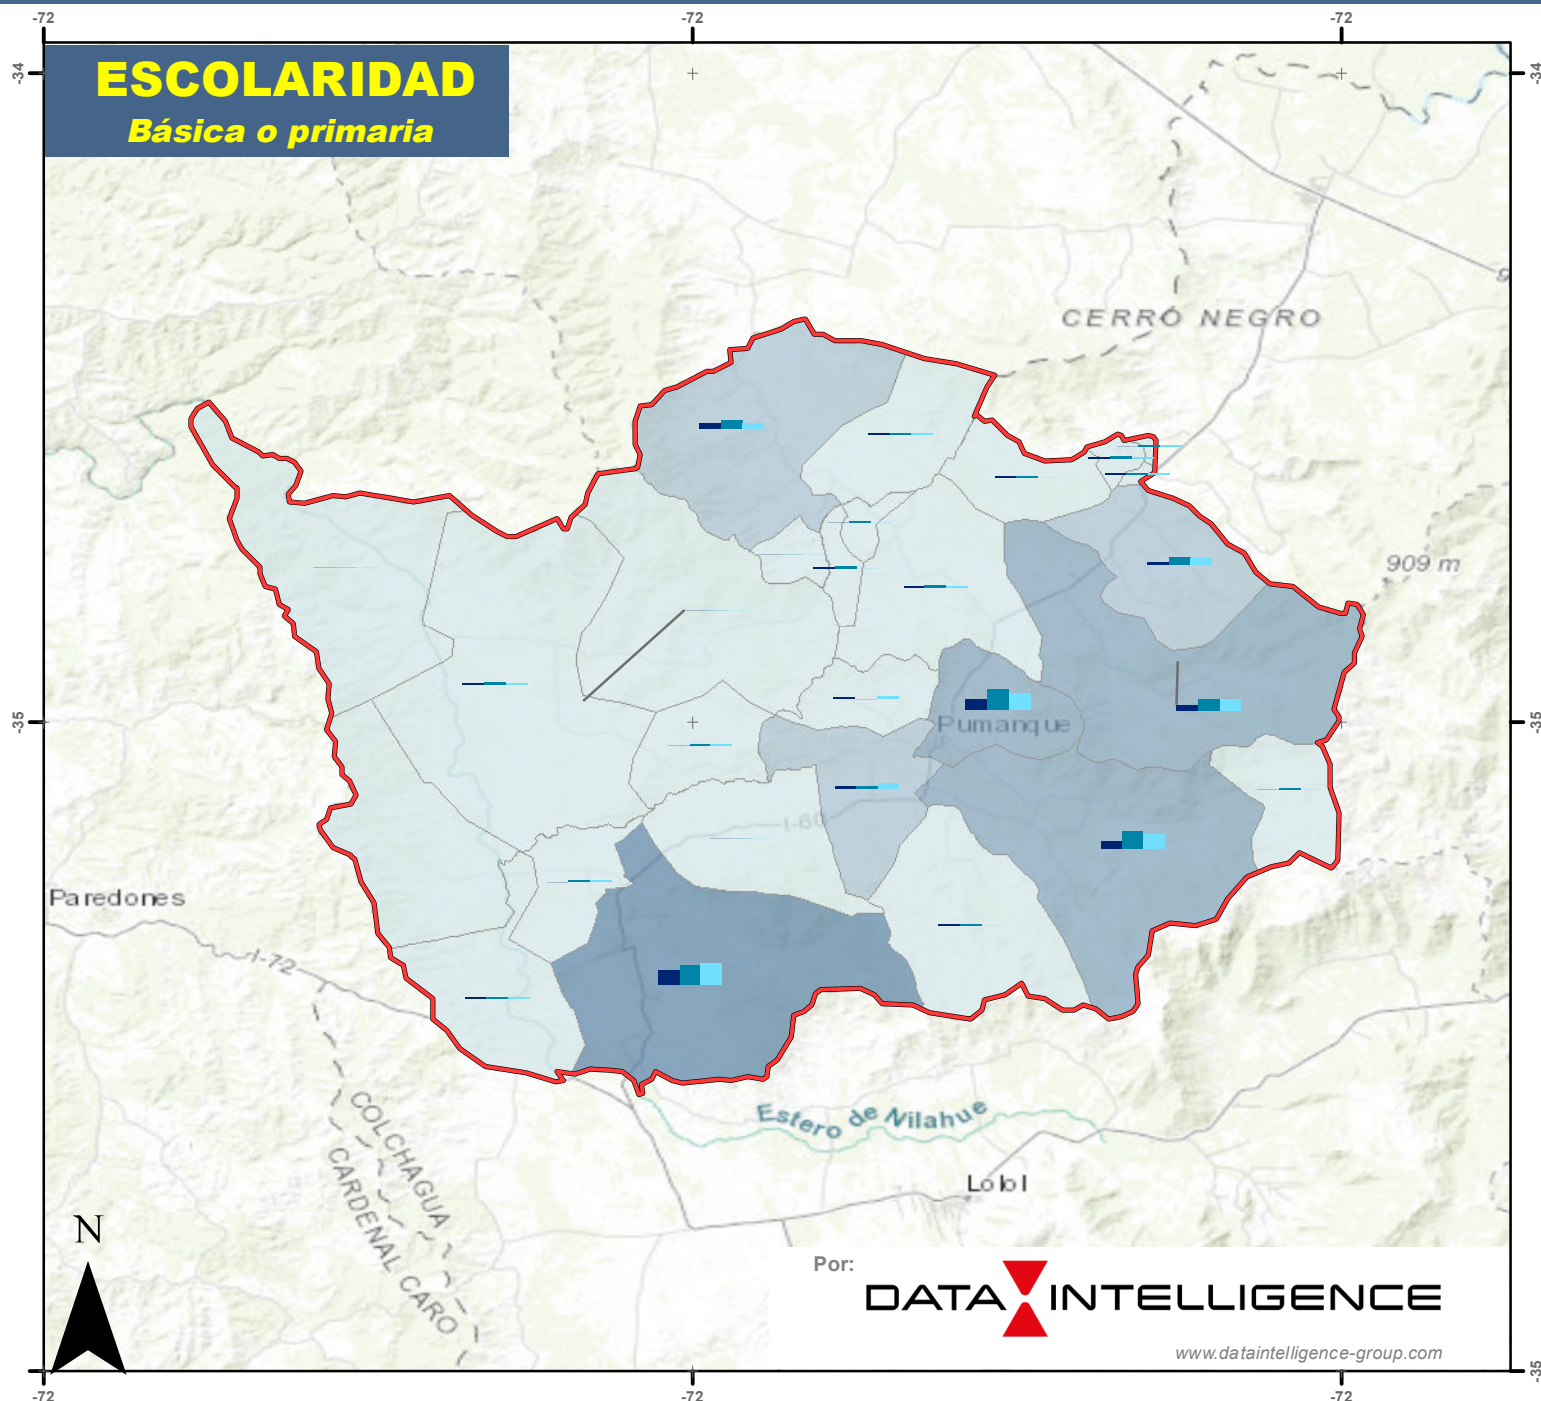 -72
-72
-72
-34
-34
ESCOLARIDAD
Básica o primaria
CERRO NEGRO
9
909 m
-35
-35
Pumanque
I-60
Paredones
I-72
Estero de Nilahue
COLCHAGUA
CARDENAL CARO
Lolol
N
Por:
DATA INTELLIGENCE
www.dataintelligence-group.com
-35
-72
-72
-72